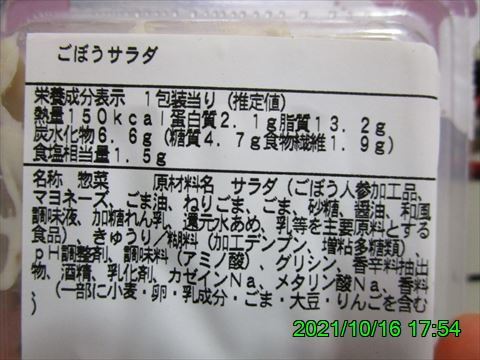 ごぼうサラダ
栄養成分表示 1包装当り(推定値)
熱量150kcal蛋白質2.1g脂質13.2g
炭水化物6.6g(糖質4.7g食物繊維1.9g)
食塩相当量1.5g
名称、惣菜 原材料名 サラダ(ごぼう人参加工品、
マヨネーズ、ごま油、ねりごま、ごま、砂糖、醤油、和風
調味液、加糖れん乳、還元水あめ、乳等を主要原料とする
食品)きゅうり/糊料(加工デンプン、増粘多糖類)、
pH調整剤、調味料(アミノ酸)、グリシン、香辛料抽出
物、酒精、乳化剤、カゼインNa、メタリン酸Na、香料
(一部に小麦・卵・乳成分・ごま・大豆・りんごを含む
)
2021/10/16 17:54